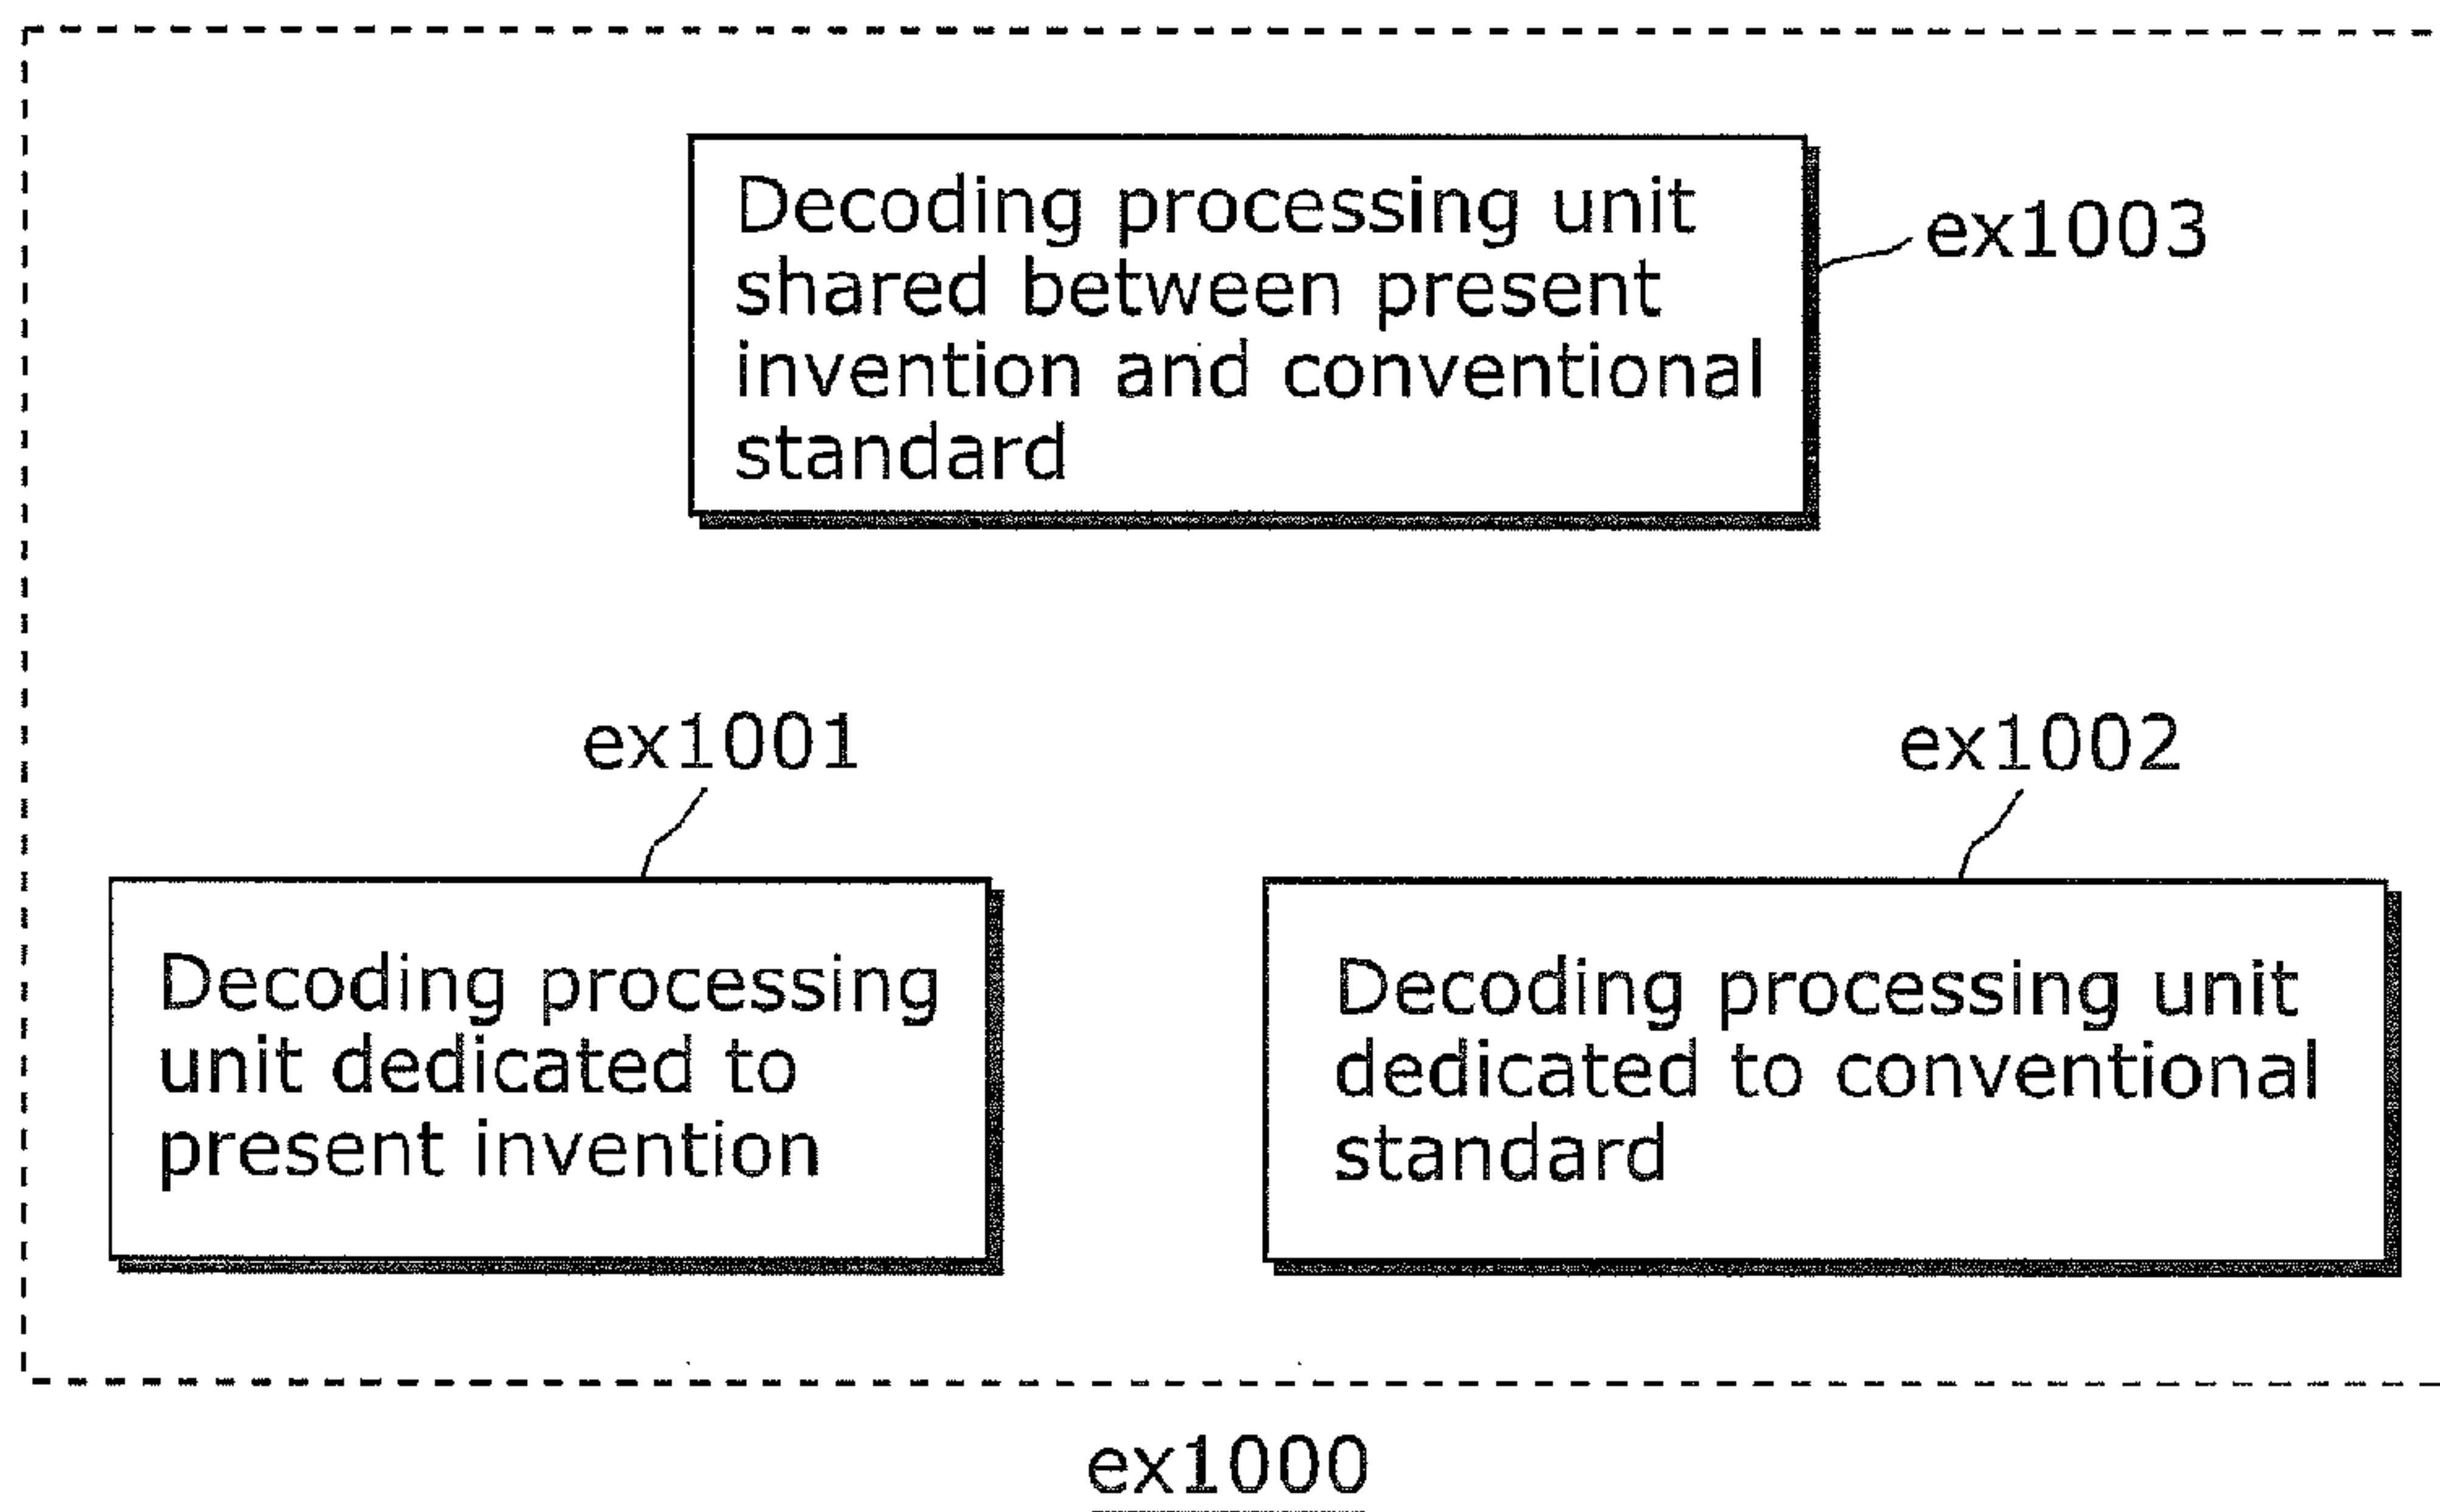 Decoding processing unit
shared between present
invention and conventional
standard
ex1003
ex1001
ex1002
Decoding processing
unit dedicated to
present invention
Decoding processing unit
dedicated to conventional
standard
ex1000